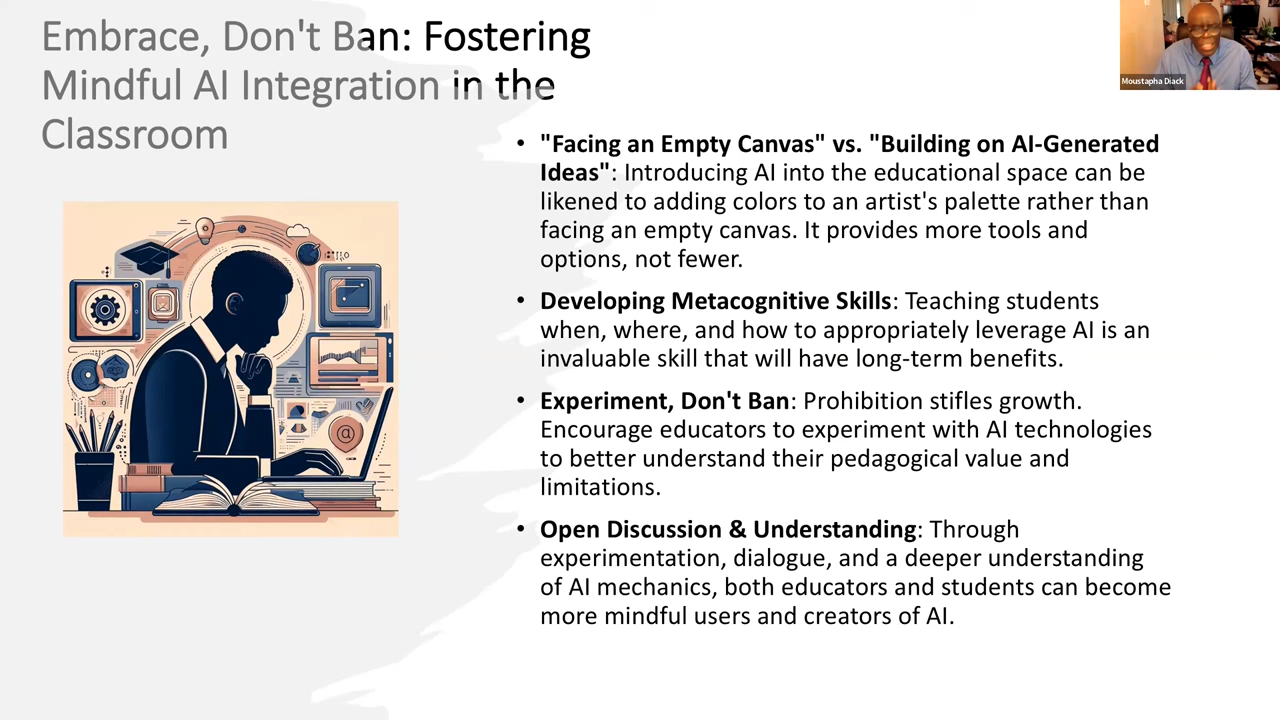 Embrace, Don't Ban: Fostering
Mindful AI Integration in the
Classroom
Moustapha Diack
• "Facing an Empty Canvas" vs. "Building on AI-Generated
Ideas": Introducing AI into the educational space can be
likened to adding colors to an artist's palette rather than
facing an empty canvas. It provides more tools and
options, not fewer.
• Developing Metacognitive Skills: Teaching students
when, where, and how to appropriately leverage AI is an
invaluable skill that will have long-term benefits.
• Experiment, Don't Ban: Prohibition stifles growth.
Encourage educators to experiment with AI technologies
to better understand their pedagogical value and
limitations.
• Open Discussion & Understanding: Through
experimentation, dialogue, and a deeper understanding
of AI mechanics, both educators and students can become
more mindful users and creators of AI.
@